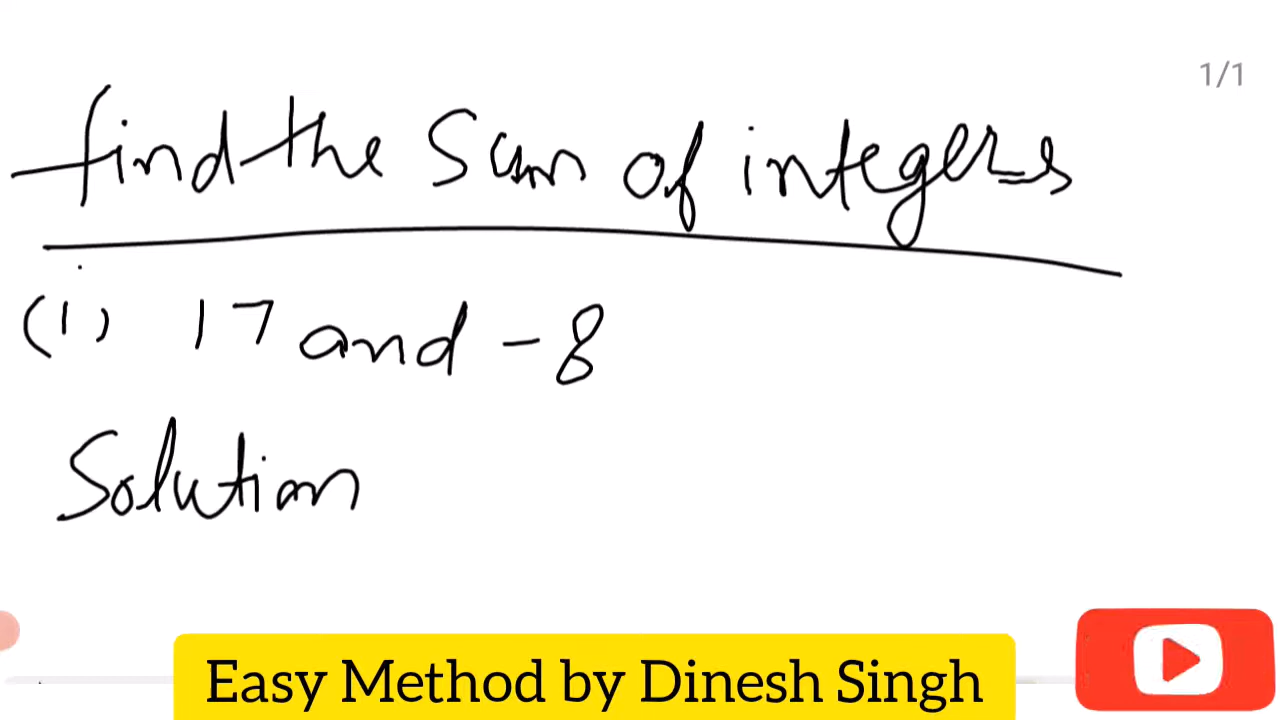 1/1
find the sum of integers
(i) 17 and -8
Solution
Easy Method by Dinesh Singh